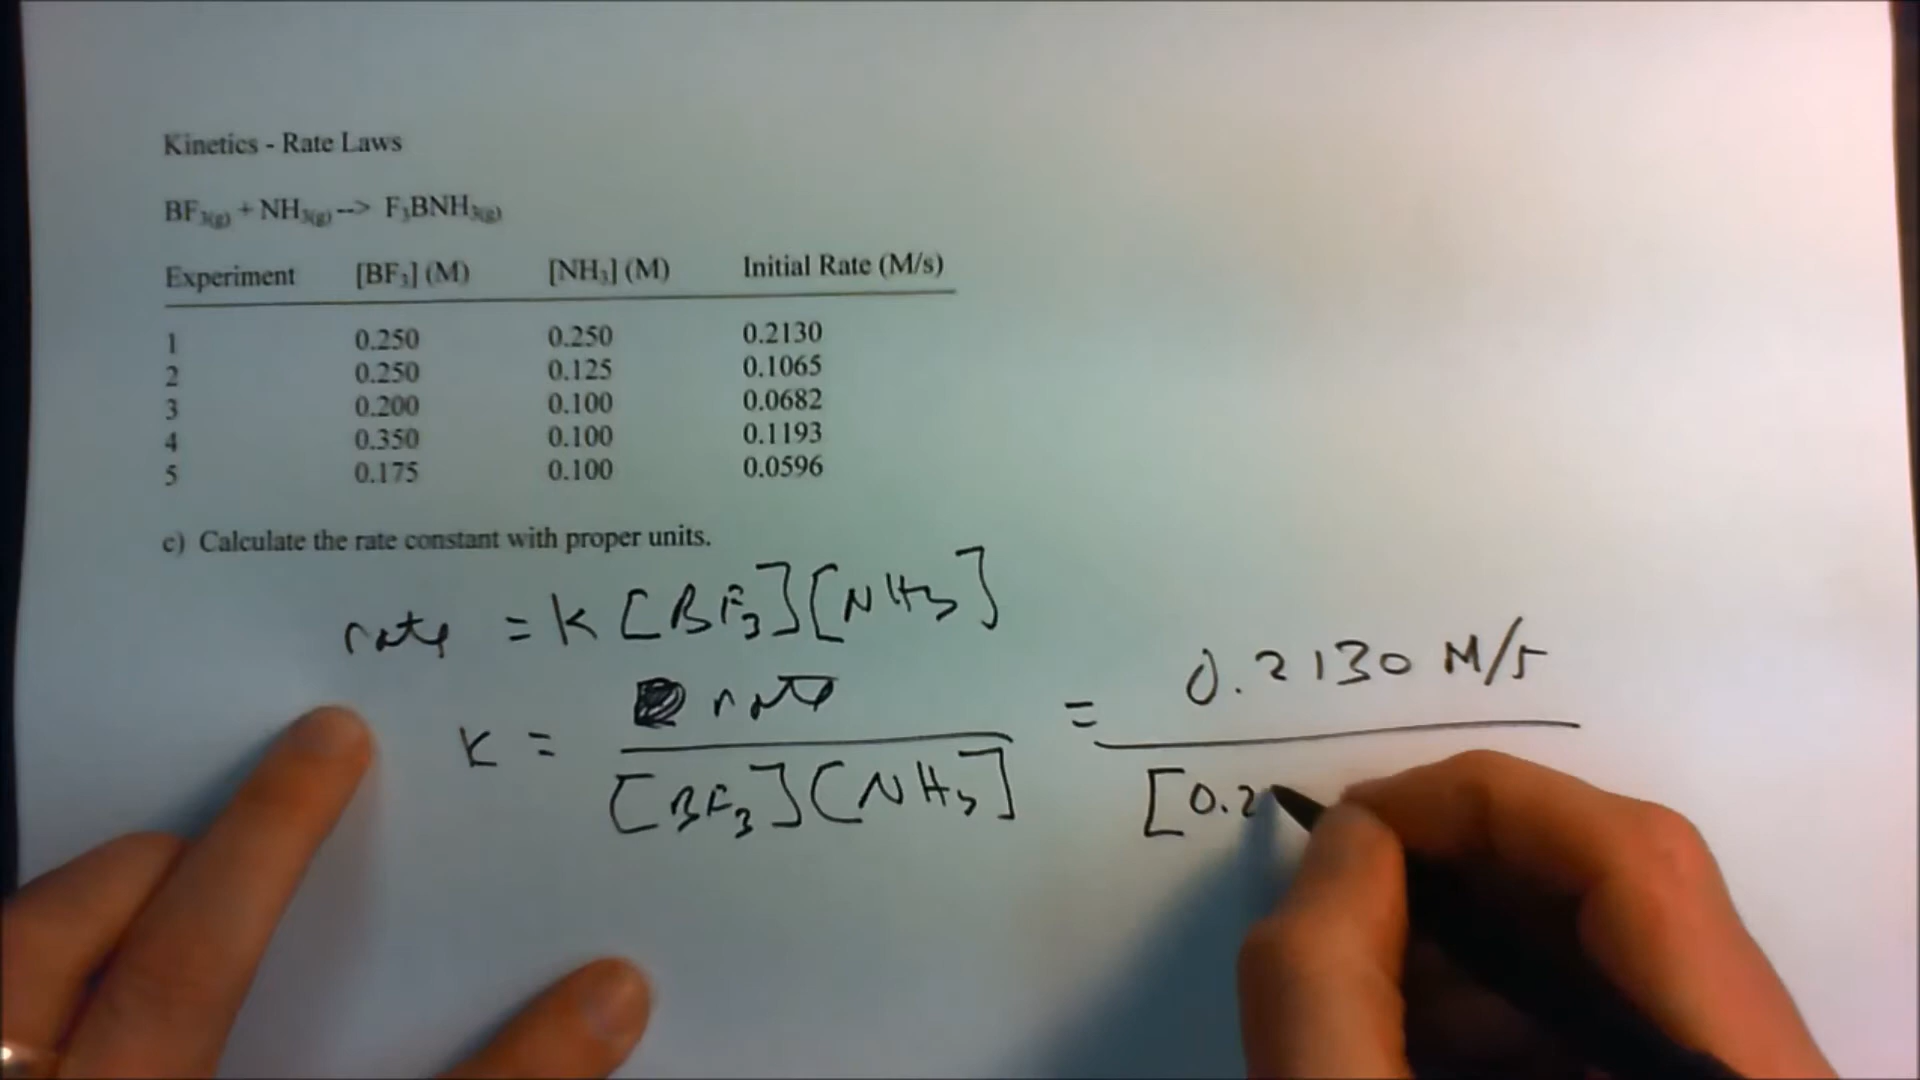 Kinetics - Rate Laws
BF3(g) + NH3(g) --> F3BNH3(g)
Experiment [BF3] (M) [NH3] (M) Initial Rate (M/s)
1 0.250 0.250 0.2130
2 0.250 0.125 0.1065
3 0.200 0.100 0.0682
4 0.350 0.100 0.1193
5 0.175 0.100 0.0596
c) Calculate the rate constant with proper units.
rate = k [BF3][NH3]
k = rate / [BF3][NH3] = 0.2130 M/s / [0.2